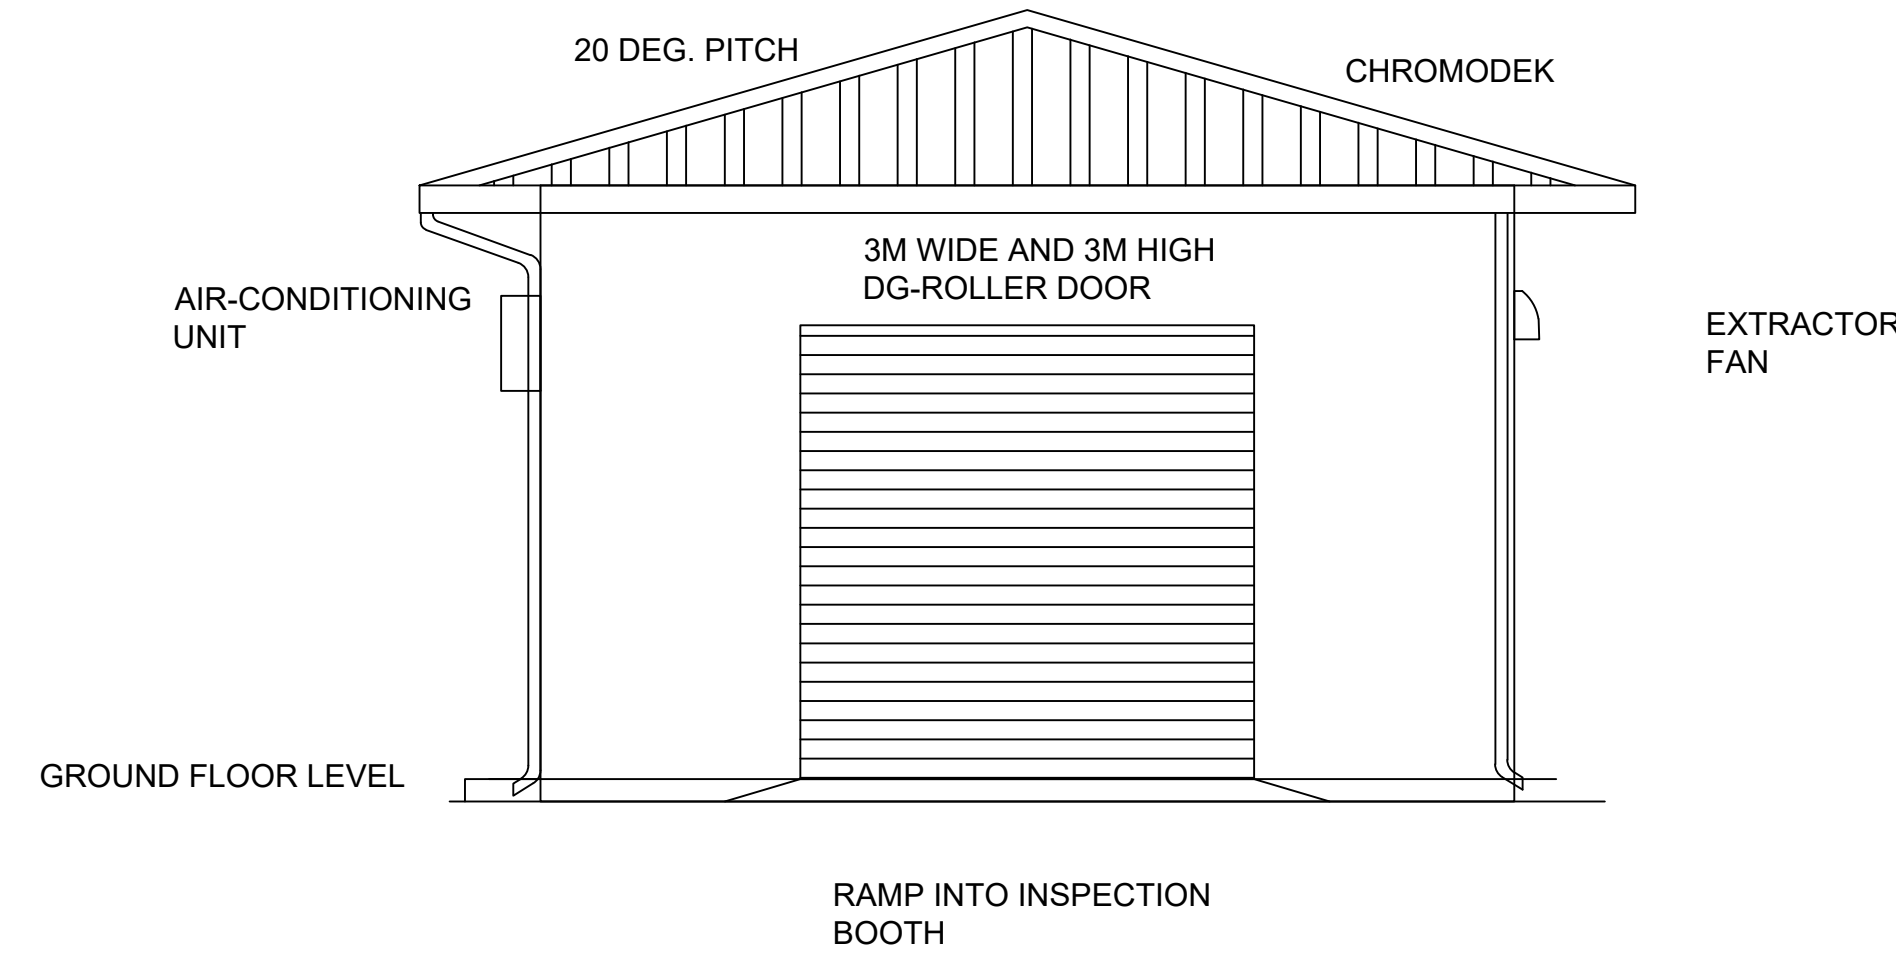 20 DEG. PITCH
CHROMODEK
3M WIDE AND 3M HIGH
DG-ROLLER DOOR
AIR-CONDITIONING
UNIT
EXTRACTOR
FAN
GROUND FLOOR LEVEL
RAMP INTO INSPECTION
BOOTH